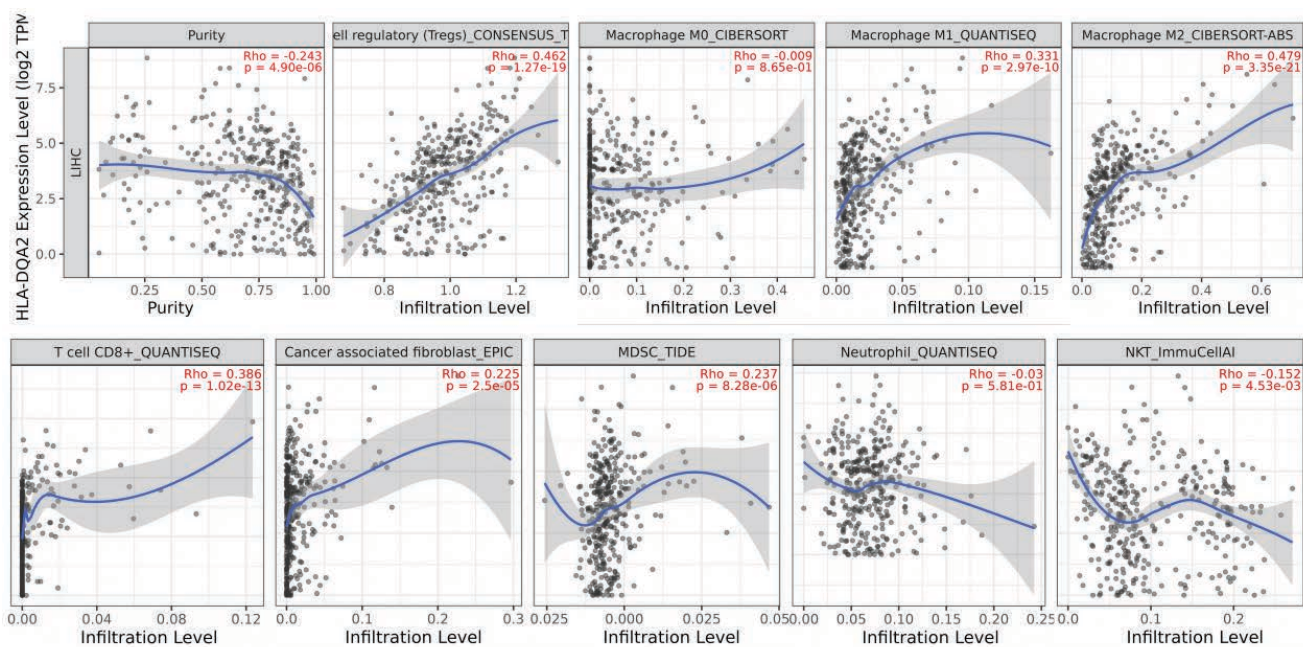 HLA-DQA2 Expression Level (log2 TPM
LIHC
Purity
Rho = -0.243
p = 4.90e-06
7.5
5.0
2.5
0.0
0.25 0.50 0.75 1.00
Purity
ell regulatory (Tregs)_CONSENSUS_T
Rho = 0.462
p = 1.27e-19
0.8 1.0 1.2
Infiltration Level
Macrophage M0_CIBERSORT
Rho = -0.009
p = 8.65e-01
0.0 0.1 0.2 0.3 0.4
Infiltration Level
Macrophage M1_QUANTISEQ
Rho = 0.331
p = 2.97e-10
0.00 0.05 0.10 0.15
Infiltration Level
Macrophage M2_CIBERSORT-ABS
Rho = 0.479
p = 3.35e-21
0.0 0.2 0.4 0.6
Infiltration Level
T cell CD8+_QUANTISEQ
Rho = 0.386
p = 1.02e-13
0.00 0.04 0.08 0.12
Infiltration Level
Cancer associated fibroblast_EPIC
Rho = 0.225
p = 2.5e-05
0.0 0.1 0.2 0.3
Infiltration Level
MDSC_TIDE
Rho = 0.237
p = 8.28e-06
0.025 0.000 0.025 0.050
Infiltration Level
Neutrophil_QUANTISEQ
Rho = -0.03
p = 5.81e-01
0.00 0.05 0.10 0.15 0.20 0.25
Infiltration Level
NKT_ImmuCellAI
Rho = -0.152
p = 4.53e-03
0.0 0.1 0.2
Infiltration Level